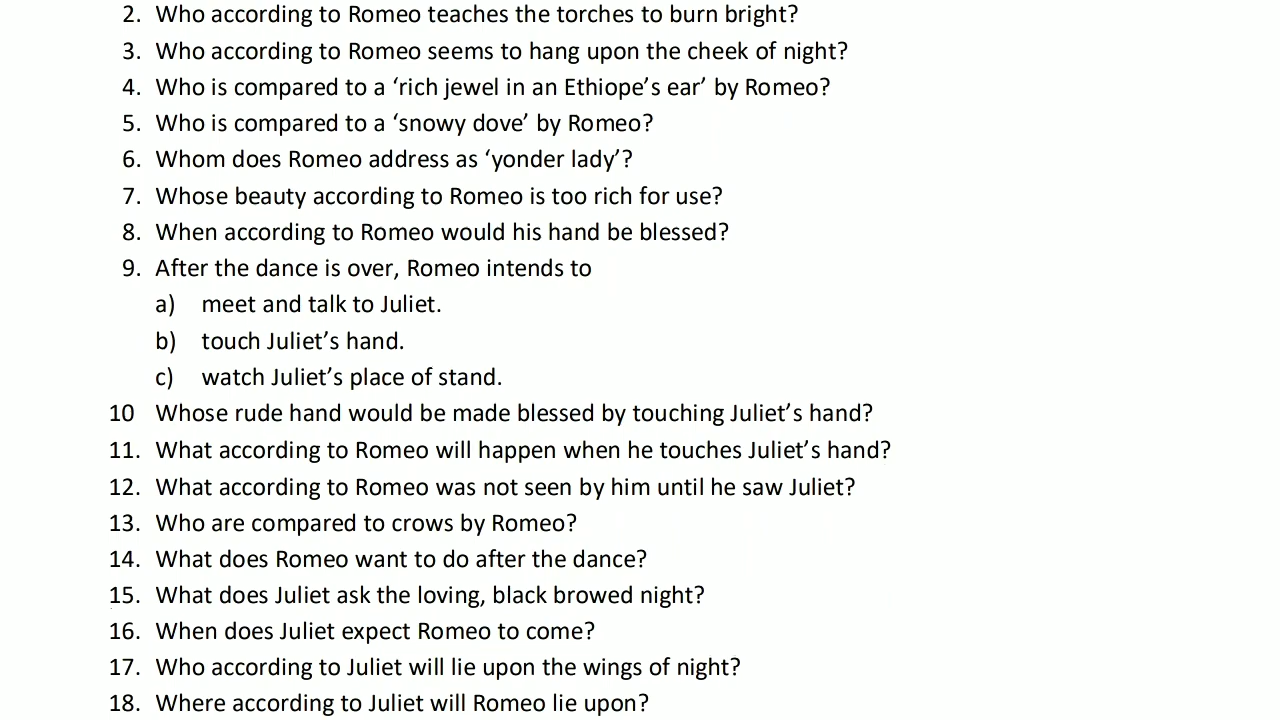 2. Who according to Romeo teaches the torches to burn bright?
3. Who according to Romeo seems to hang upon the cheek of night?
4. Who is compared to a ‘rich jewel in an Ethiope’s ear’ by Romeo?
5. Who is compared to a ‘snowy dove’ by Romeo?
6. Whom does Romeo address as ‘yonder lady’?
7. Whose beauty according to Romeo is too rich for use?
8. When according to Romeo would his hand be blessed?
9. After the dance is over, Romeo intends to
a) meet and talk to Juliet.
b) touch Juliet’s hand.
c) watch Juliet’s place of stand.
10 Whose rude hand would be made blessed by touching Juliet’s hand?
11. What according to Romeo will happen when he touches Juliet’s hand?
12. What according to Romeo was not seen by him until he saw Juliet?
13. Who are compared to crows by Romeo?
14. What does Romeo want to do after the dance?
15. What does Juliet ask the loving, black browed night?
16. When does Juliet expect Romeo to come?
17. Who according to Juliet will lie upon the wings of night?
18. Where according to Juliet will Romeo lie upon?